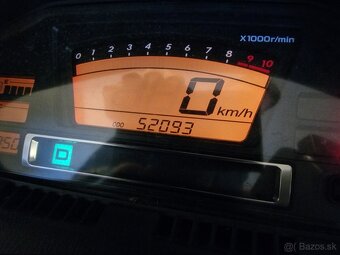 X1000r/min
0 1 2 3 4 5 6 7 8 9 10
0 km/h
ODO 52093
D
Bazos.sk